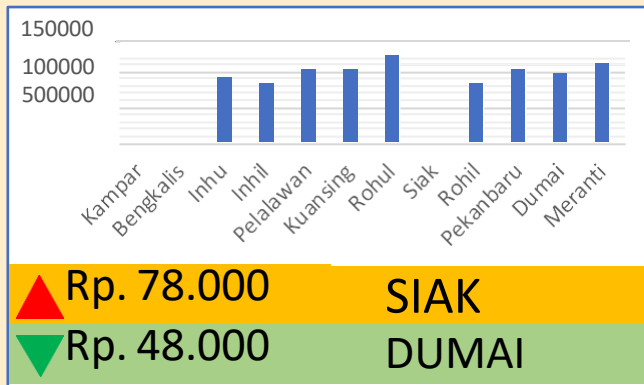 150000
100000
500000
Kampar
Bengkalis
Inhu
Inhil
Pelalawan
Kuansing
Rohul
Siak
Rohil
Pekanbaru
Dumai
Meranti
Rp. 78.000 SIAK
Rp. 48.000 DUMAI